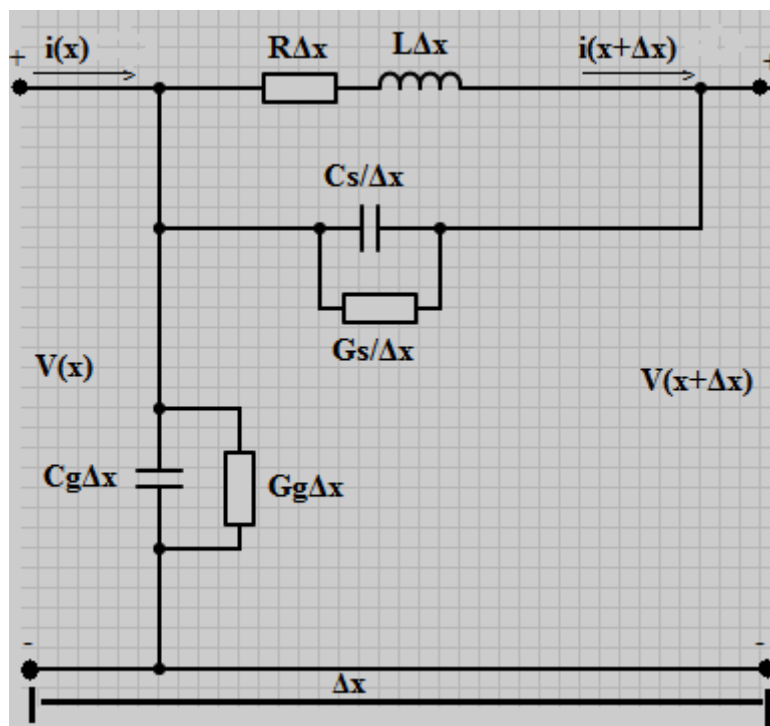 i(x) RΔx LΔx i(x+Δx)
+ +
Cs/Δx
Gs/Δx
V(x) V(x+Δx)
CgΔx GgΔx
- -
Δx